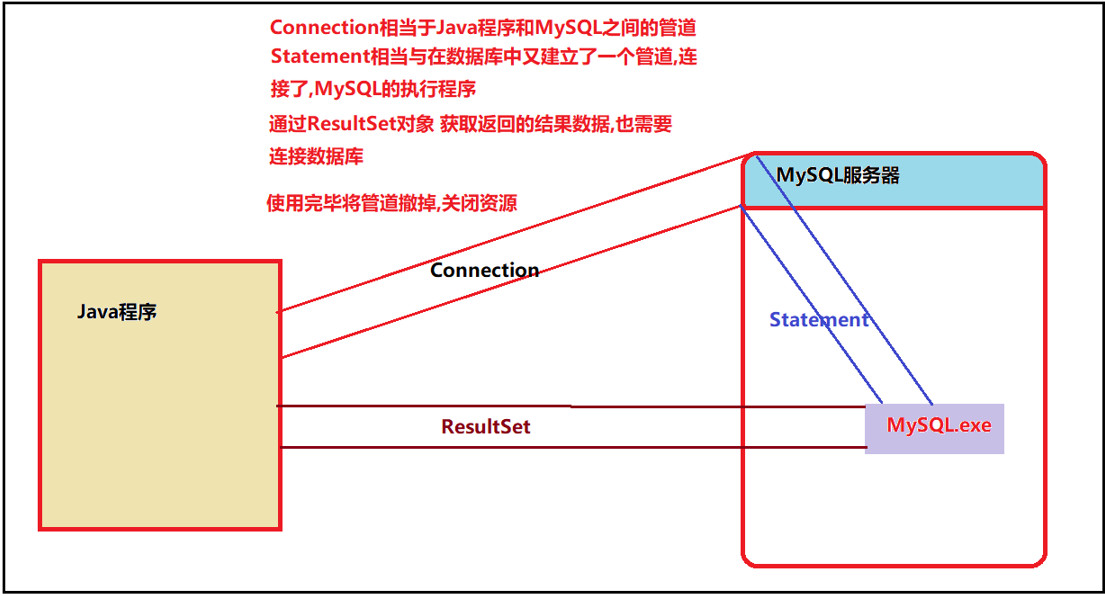 Connection相当于Java程序和MySQL之间的管道
Statement相当与在数据库中又建立了一个管道,连
接了,MySQL的执行程序
通过ResultSet对象 获取返回的结果数据,也需要
连接数据库
使用完毕将管道撤掉,关闭资源
MySQL服务器
Connection
Java程序
Statement
ResultSet
MySQL.exe